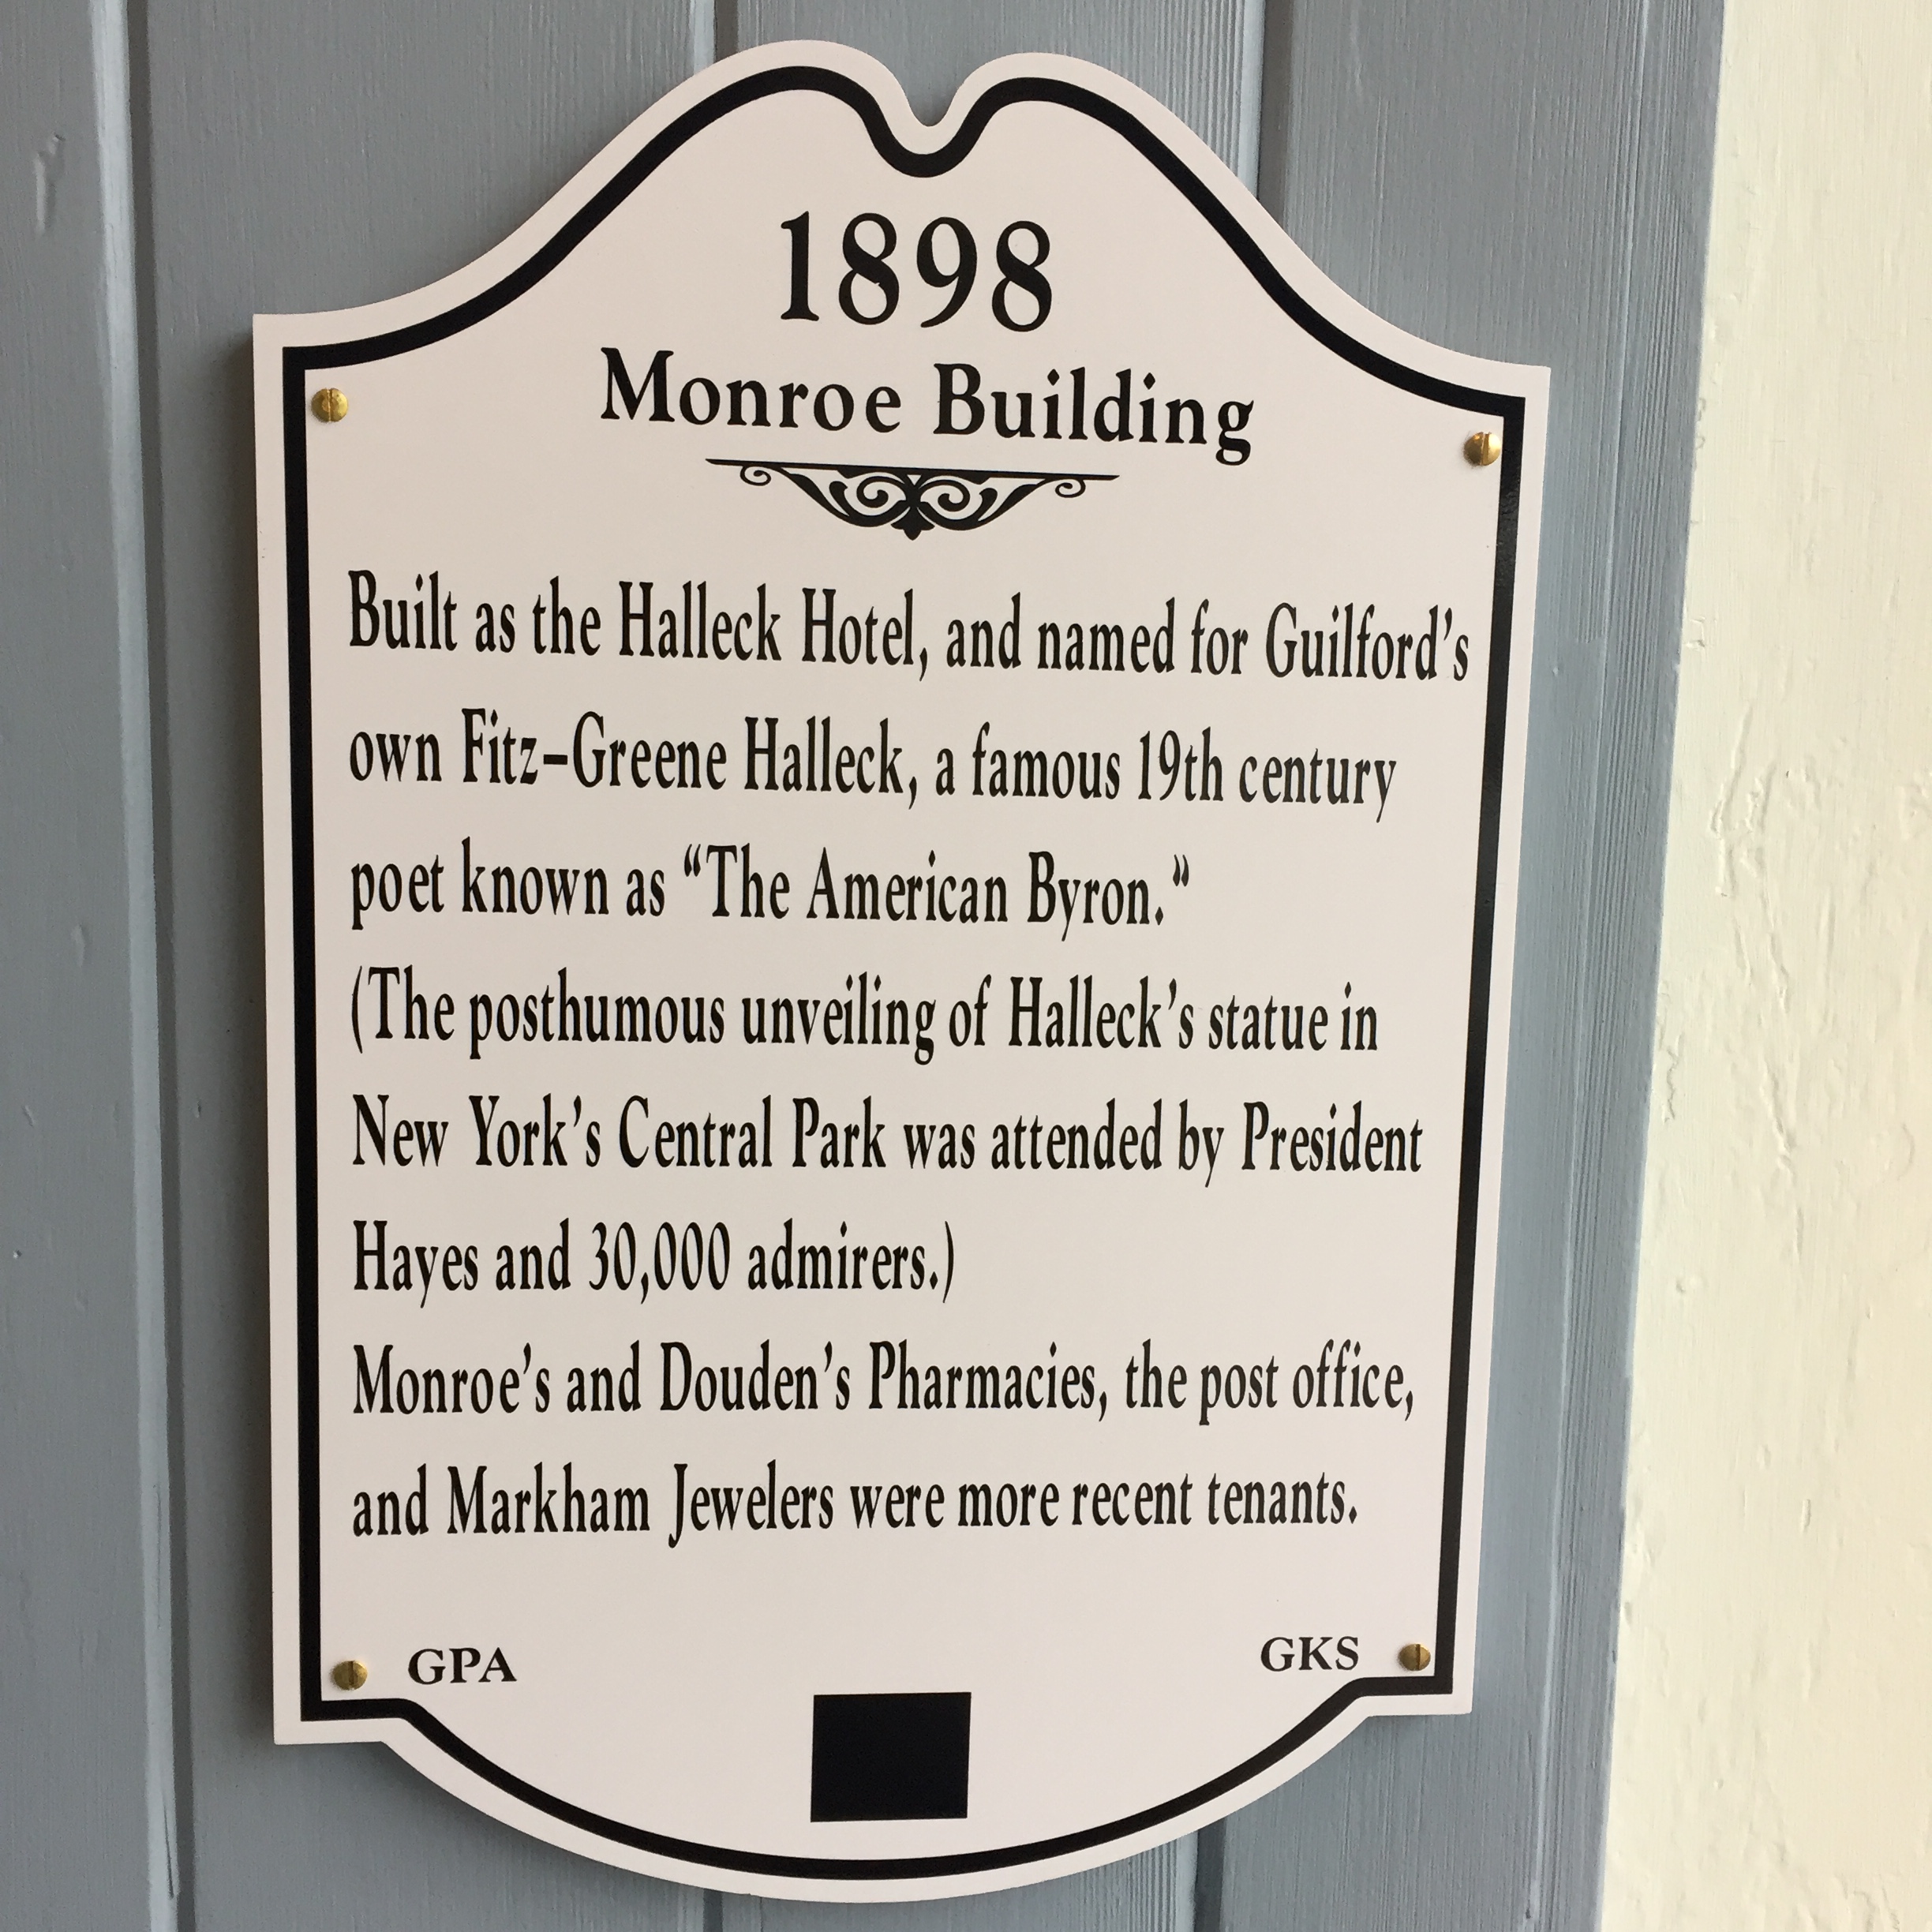 1898
Monroe Building
Built as the Halleck Hotel, and named for Guilford's
own Fitz-Greene Halleck, a famous 19th century
poet known as “The American Byron.”
(The posthumous unveiling of Halleck's statue in
New York's Central Park was attended by President
Hayes and 30,000 admirers.)
Monroe's and Douden's Pharmacies, the post office,
and Markham Jewelers were more recent tenants.
GPA GKS